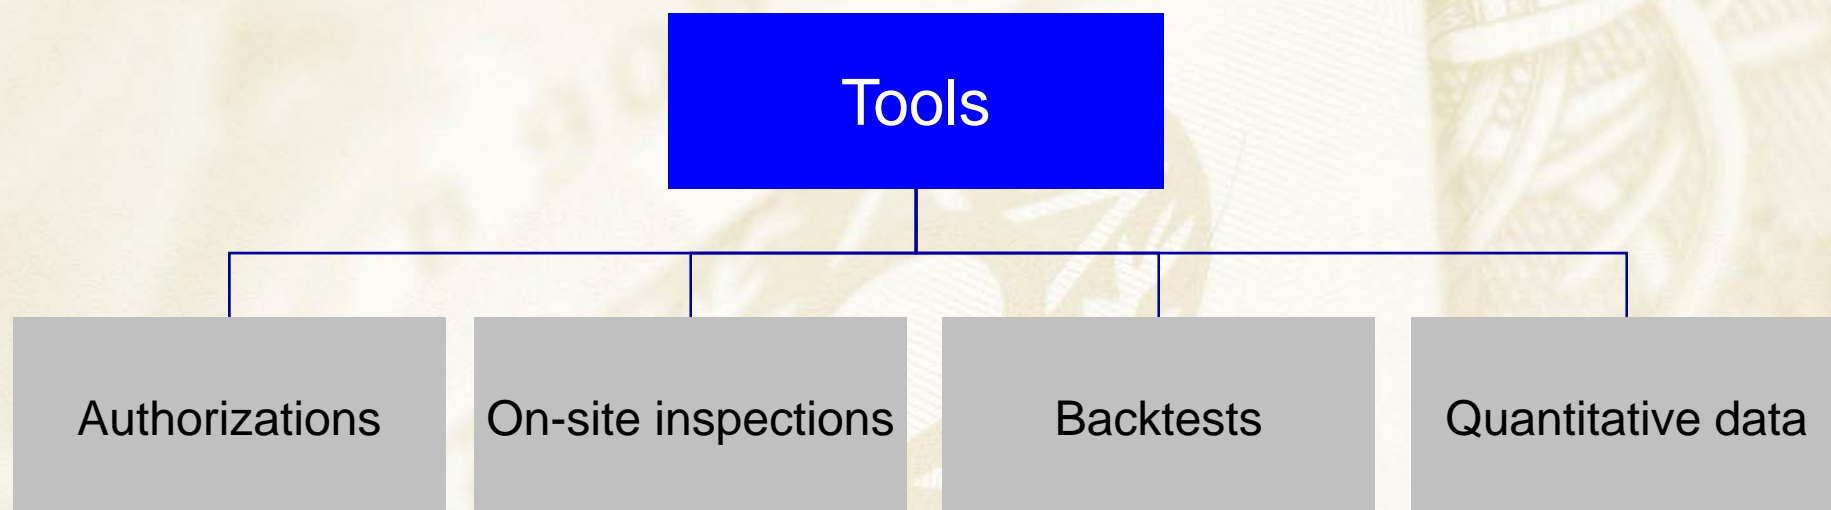 Tools
Authorizations
On-site inspections
Backtests
Quantitative data